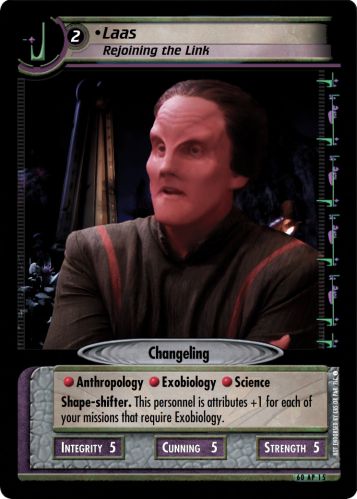 2
•Laas
Rejoining the Link
Changeling
• Anthropology • Exobiology • Science
Shape-shifter. This personnel is attributes +1 for each of
your missions that require Exobiology.
INTEGRITY 5 CUNNING 5 STRENGTH 5
60 AP 15